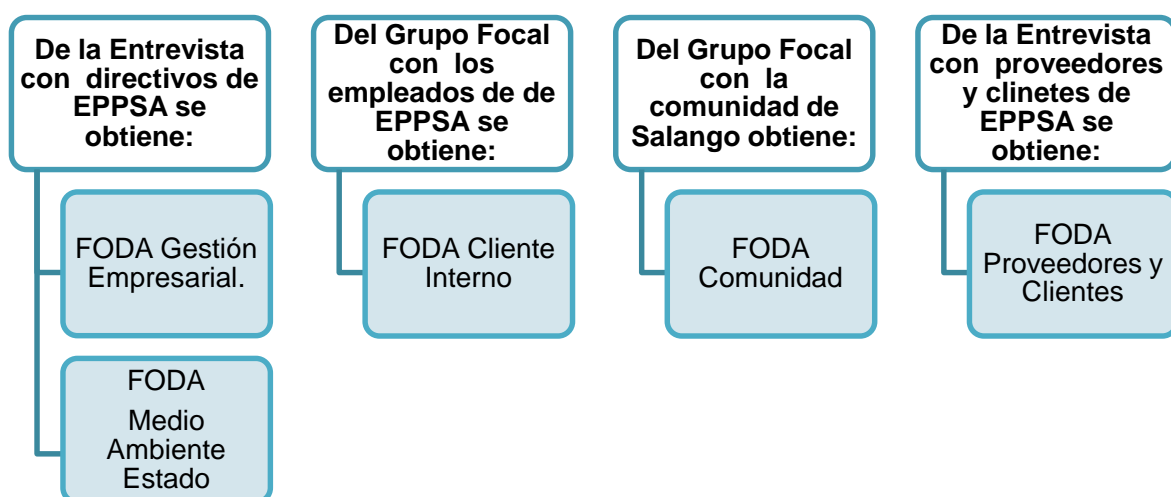 De la Entrevista
con directivos de
EPPSA se
obtiene:
FODA Gestión
Empresarial.
FODA
Medio
Ambiente
Estado
Del Grupo Focal
con los
empleados de de
EPPSA se
obtiene:
FODA Cliente
Interno
Del Grupo Focal
con la
comunidad de
Salango obtiene:
FODA
Comunidad
De la Entrevista
con proveedores
y clinetes de
EPPSA se
obtiene:
FODA
Proveedores y
Clientes